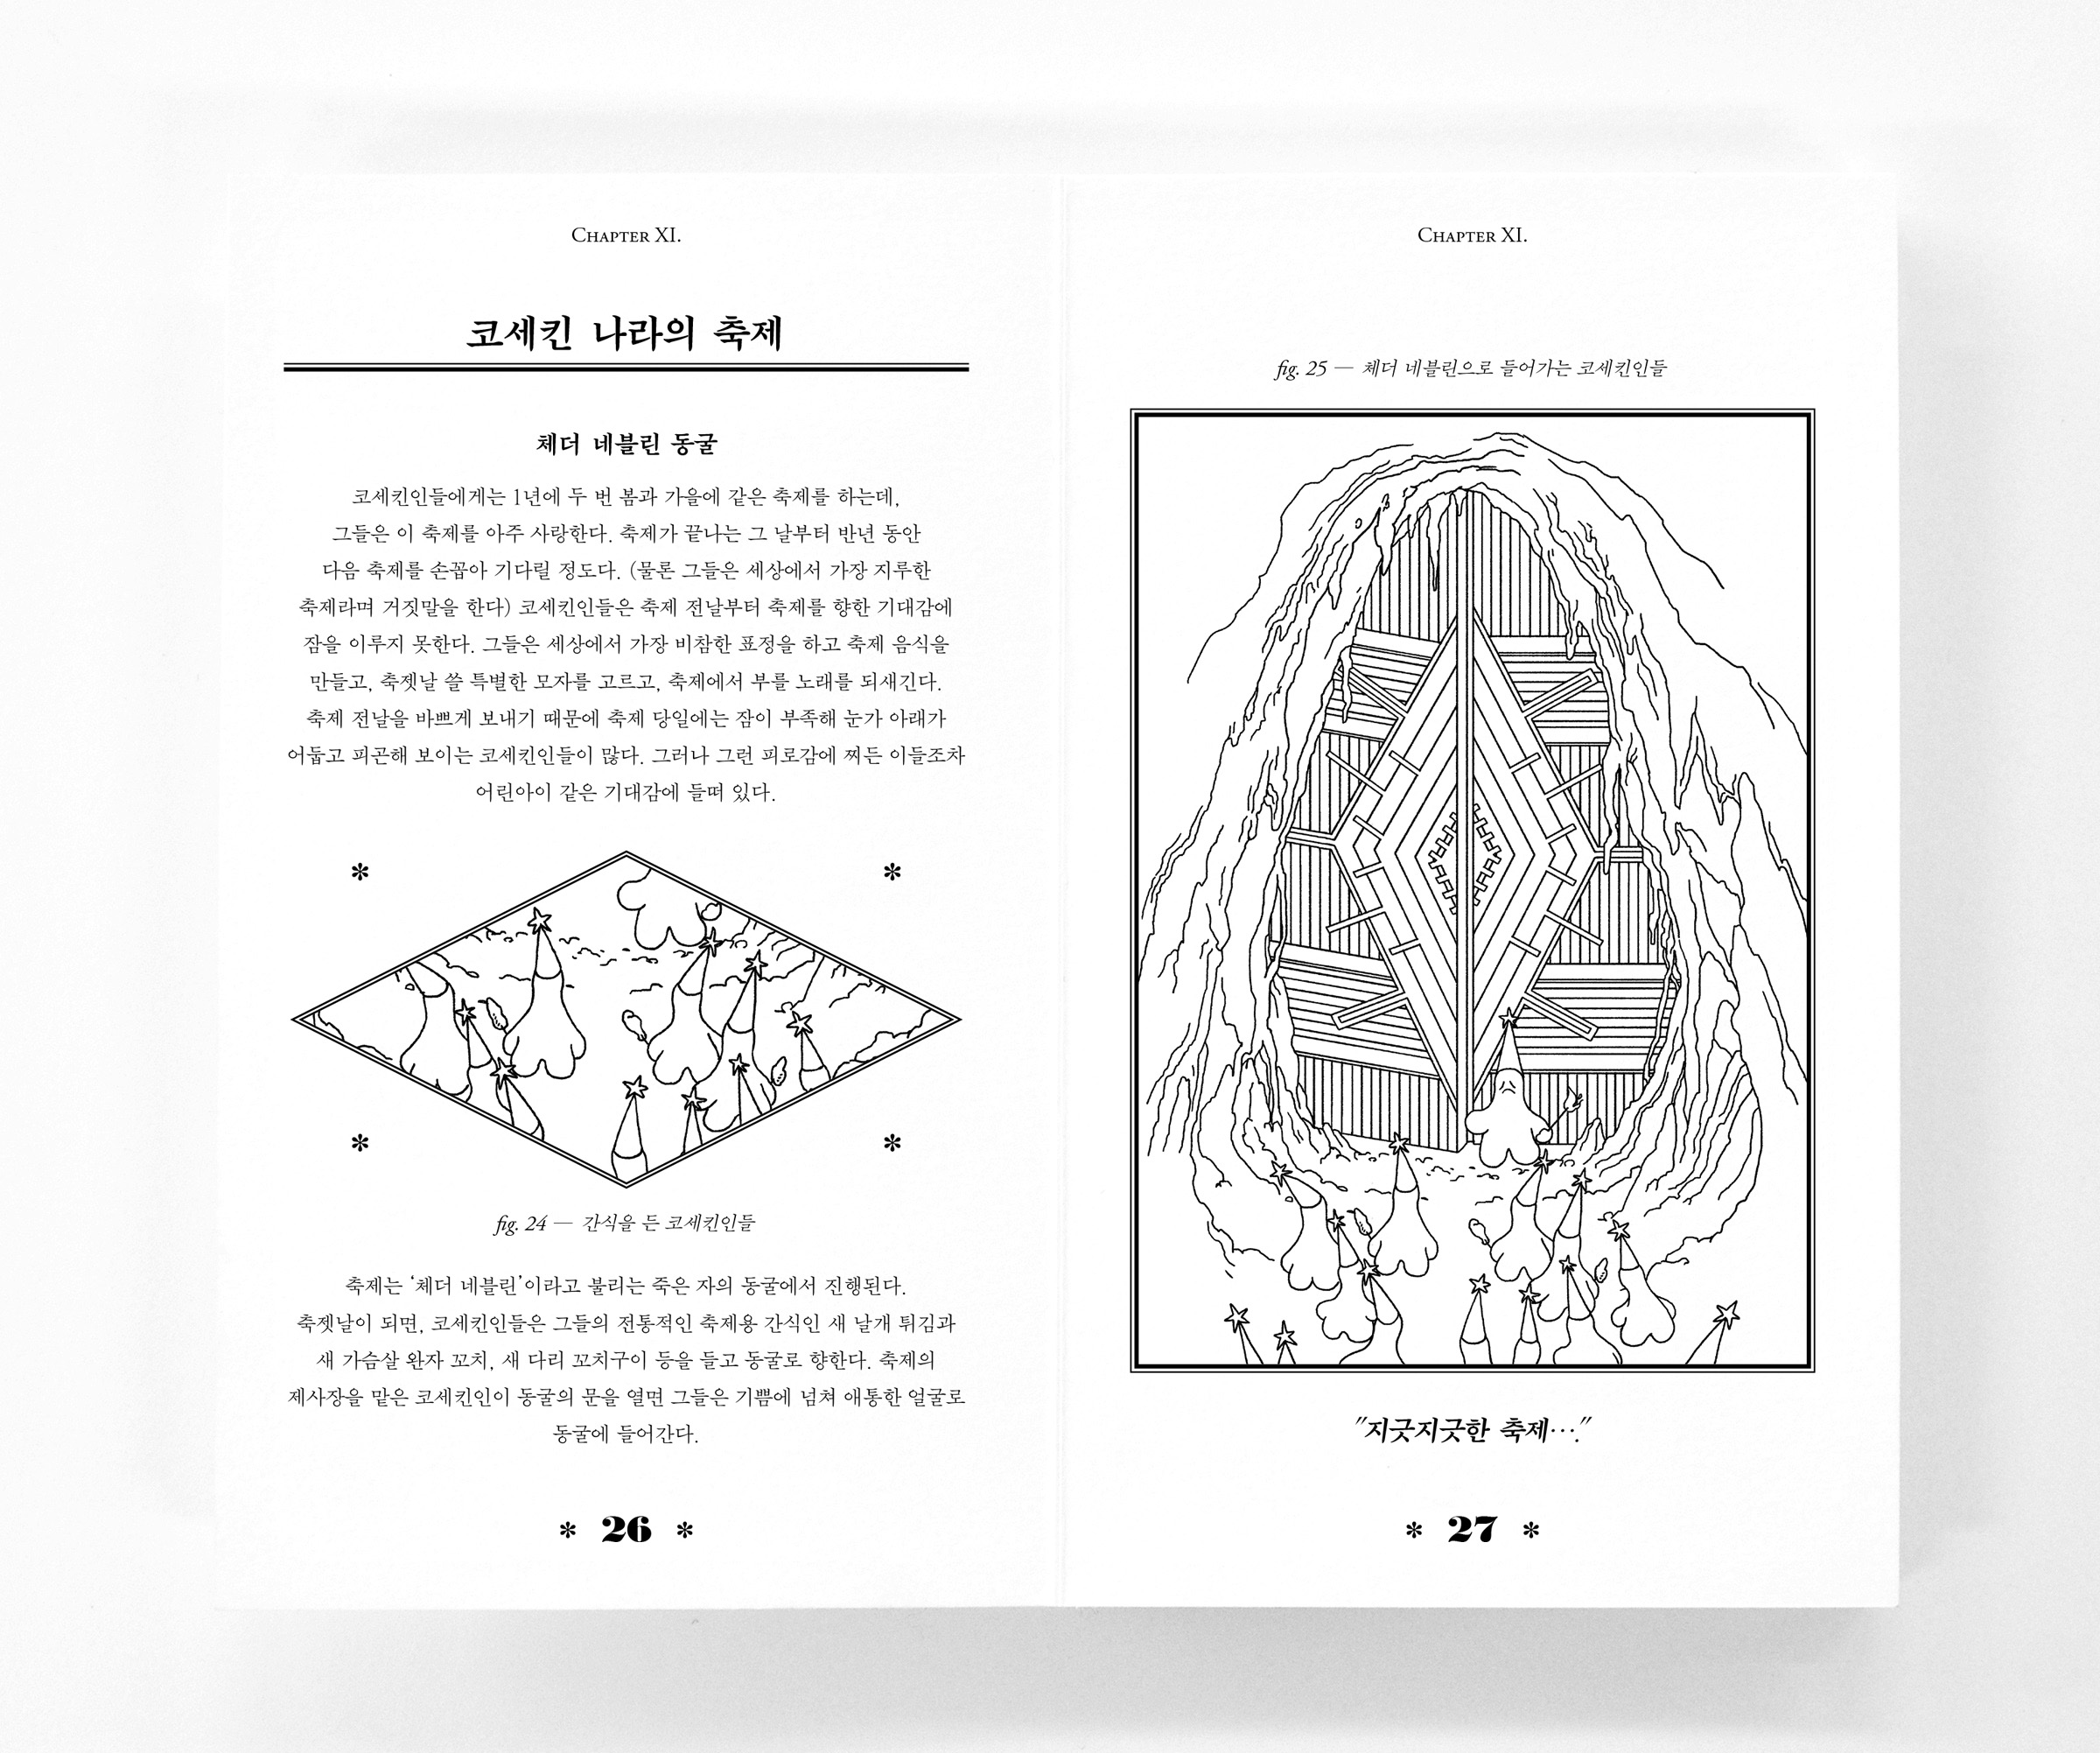 CHAPTER XI.
코세킨 나라의 축제
체더 네블린 동굴
코세킨인들에게는 1년에 두 번 봄과 가을에 같은 축제를 하는데,
그들은 이 축제를 아주 사랑한다. 축제가 끝나는 그 날부터 반년 동안
다음 축제를 손꼽아 기다릴 정도다. (물론 그들은 세상에서 가장 지루한
축제라며 거짓말을 한다) 코세킨인들은 축제 전날부터 축제를 향한 기대감에
잠을 이루지 못한다. 그들은 세상에서 가장 비참한 표정을 하고 축제 음식을
만들고, 축젯날 쓸 특별한 모자를 고르고, 축제에서 부를 노래를 되새긴다.
축제 전날을 바쁘게 보내기 때문에 축제 당일에는 잠이 부족해 눈가 아래가
어둡고 피곤해 보이는 코세킨인들이 많다. 그러나 그런 피로감에 찌든 이들조차
어린아이 같은 기대감에 들떠 있다.
fig. 24 — 간식을 든 코세킨인들
축제는 ‘체더 네블린’이라고 불리는 죽은 자의 동굴에서 진행된다.
축젯날이 되면, 코세킨인들은 그들의 전통적인 축제용 간식인 새 날개 튀김과
새 가슴살 완자 꼬치, 새 다리 꼬치구이 등을 들고 동굴로 향한다. 축제의
제사장을 맡은 코세킨인이 동굴의 문을 열면 그들은 기쁨에 넘쳐 애통한 얼굴로
동굴에 들어간다.
* 26 *
CHAPTER XI.
fig. 25 — 체더 네블린으로 들어가는 코세킨인들
"지긋지긋한 축제…."
* 27 *